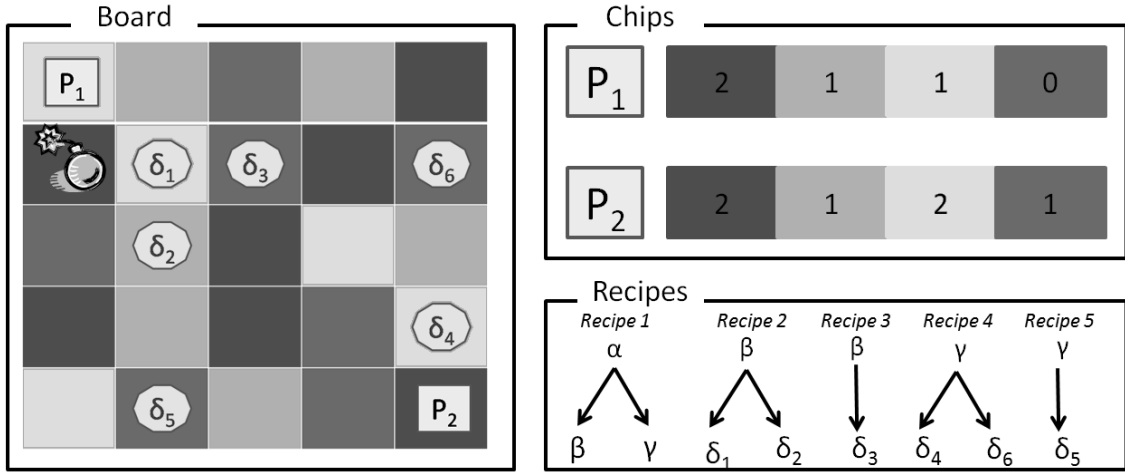 Board
P₁
δ₁ δ₃ δ₆
δ₂
δ₄
δ₅ P₂
Chips
P₁ 2 1 1 0
P₂ 2 1 2 1
Recipes
Recipe 1 Recipe 2 Recipe 3 Recipe 4 Recipe 5
α β β γ γ
β γ δ₁ δ₂ δ₃ δ₄ δ₆ δ₅